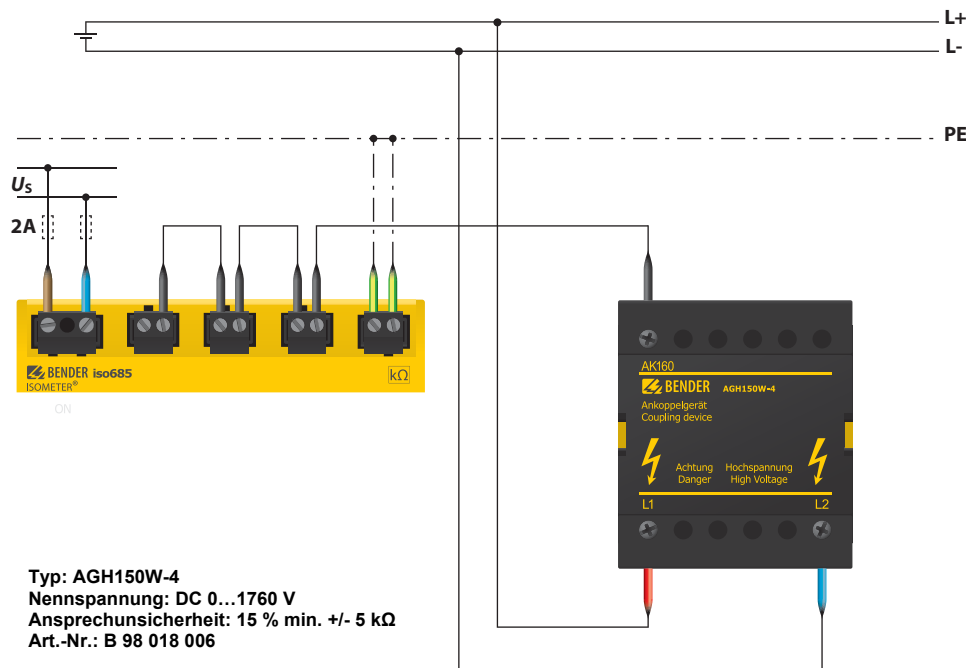 L+
L-
PE
US
2A
BENDER iso685
ISOMETER®
kΩ
ON
AK160
BENDER AGH150W-4
Ankoppelgerät
Coupling device
Achtung Hochspannung
Danger High Voltage
L1 L2
Typ: AGH150W-4
Nennspannung: DC 0…1760 V
Ansprechunsicherheit: 15 % min. +/- 5 kΩ
Art.-Nr.: B 98 018 006